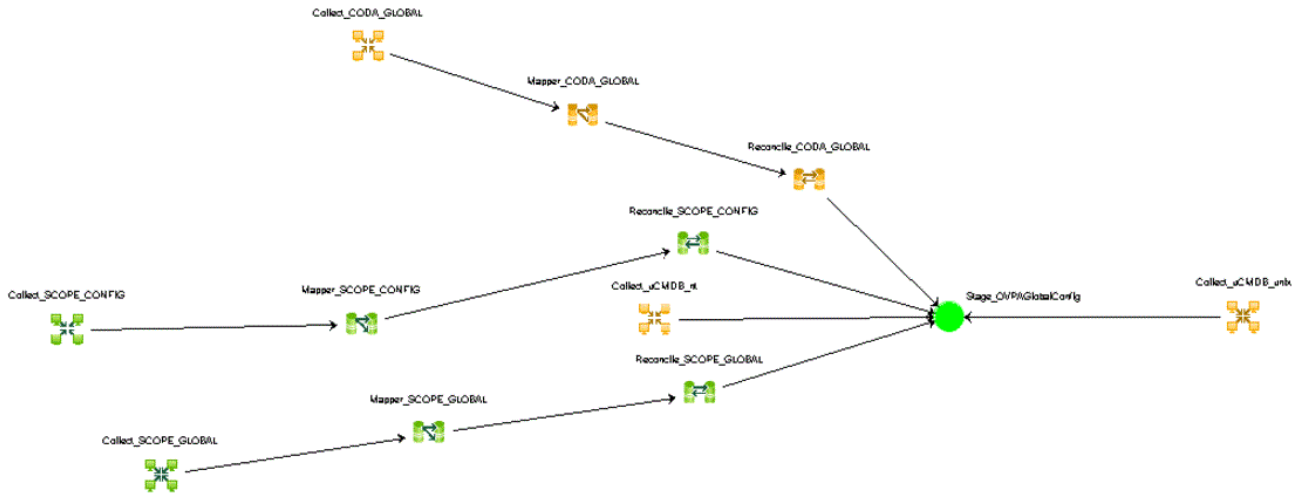 Collect_CODA_GLOBAL
Mapper_CODA_GLOBAL
Reconcile_CODA_GLOBAL
Reconcile_SCOPE_CONFIG
Collect_SCOPE_CONFIG
Mapper_SCOPE_CONFIG
Collect_uCMDB_nt
Stage_OVPAGlobalConfig
Collect_uCMDB_unix
Reconcile_SCOPE_GLOBAL
Mapper_SCOPE_GLOBAL
Collect_SCOPE_GLOBAL